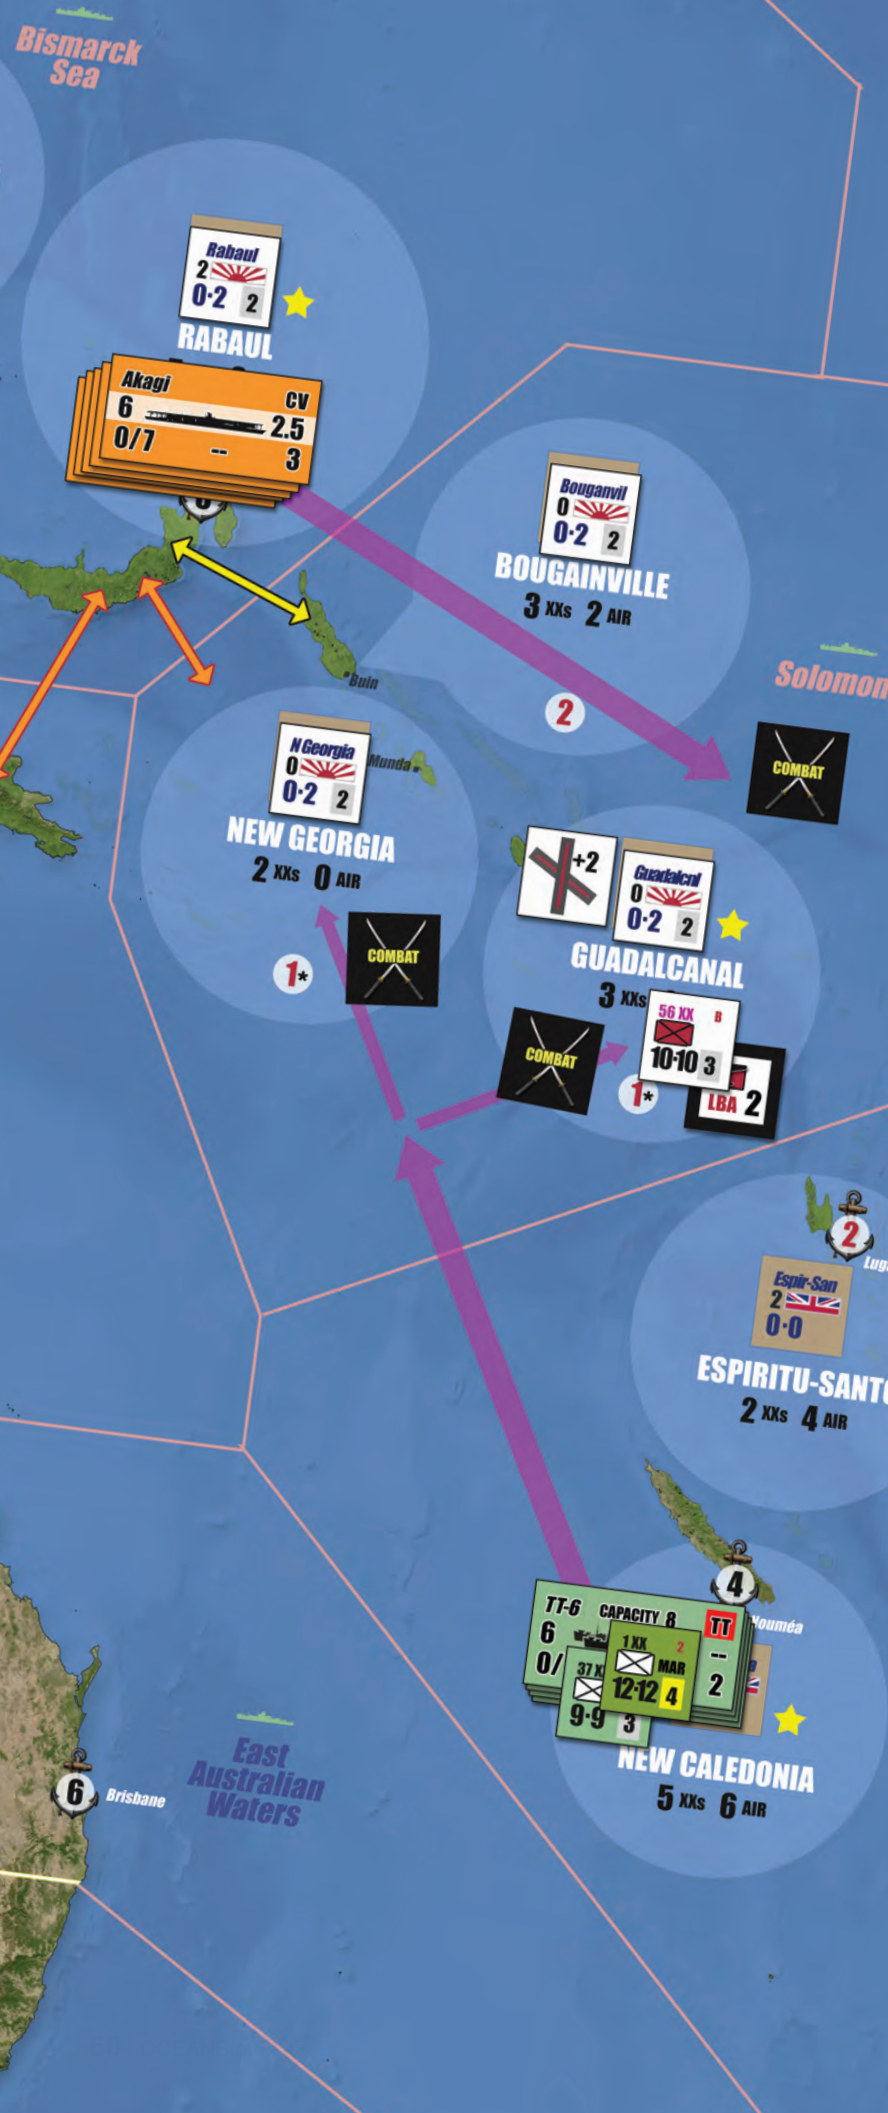 Bismarck
Sea
Rabaul
2
0·2 2
RABAUL
Akagi CV
6 2.5
0/7 -- 3
Bouganvil
0
0·2 2
BOUGAINVILLE
3 XXs 2 AIR
2
Buin
Solomon
COMBAT
N Georgia
0
0·2 2
Munda
NEW GEORGIA
2 XXs 0 AIR
COMBAT
1*
+2
Guadalcnl
0
0·2 2
GUADALCANAL
3 XXs
56 XX B
10·10 3
COMBAT
1*
LBA 2
2
Lug
Espir-San
2
0·0
ESPIRITU-SANTO
2 XXs 4 AIR
4
Nouméa
TT-6 CAPACITY 8 TT
6 --
0/ 2
1 XX 2
MAR
12·12 4
37 X
9·9 3
NEW CALEDONIA
5 XXs 6 AIR
East
Australian
Waters
6 Brisbane